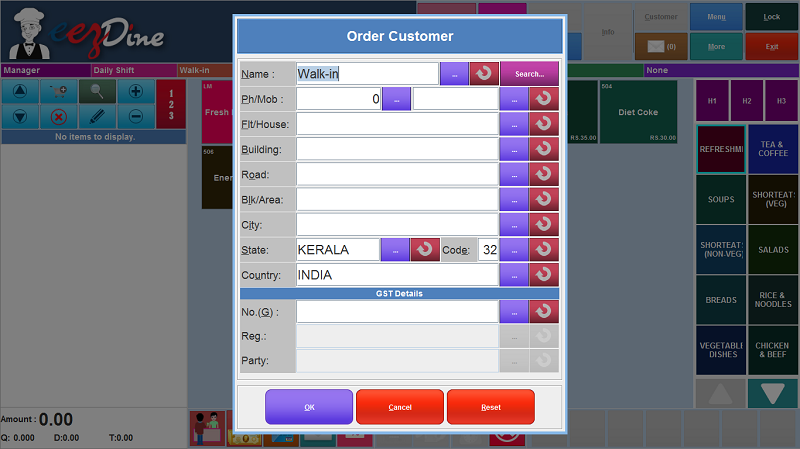 eezDine
Order Customer
Info
Customer
(0)
Menu
More
Lock
Exit
Manager
Daily Shift
Walk-in
None
1
2
3
No items to display.
LM
Fresh
506
Ener
504
Diet Coke
RS.35.00
RS.30.00
Name :
Walk-in
...
Search...
Ph/Mob :
0
...
...
Flt/House:
...
Building:
...
Road:
...
Blk/Area:
...
City:
...
State:
KERALA
...
Code:
32
...
Country:
INDIA
...
GST Details
No.(G) :
...
Reg.:
...
Party:
...
OK
Cancel
Reset
H1
H2
H3
REFRESHMI
TEA &
COFFEE
SOUPS
SHORTEAT:
(VEG)
SHORTEAT:
(NON-VEG)
SALADS
BREADS
RICE &
NOODLES
VEGETABLI
DISHES
CHICKEN
& BEEF
Amount : 0.00
Q: 0.000 D:0.00 T:0.00